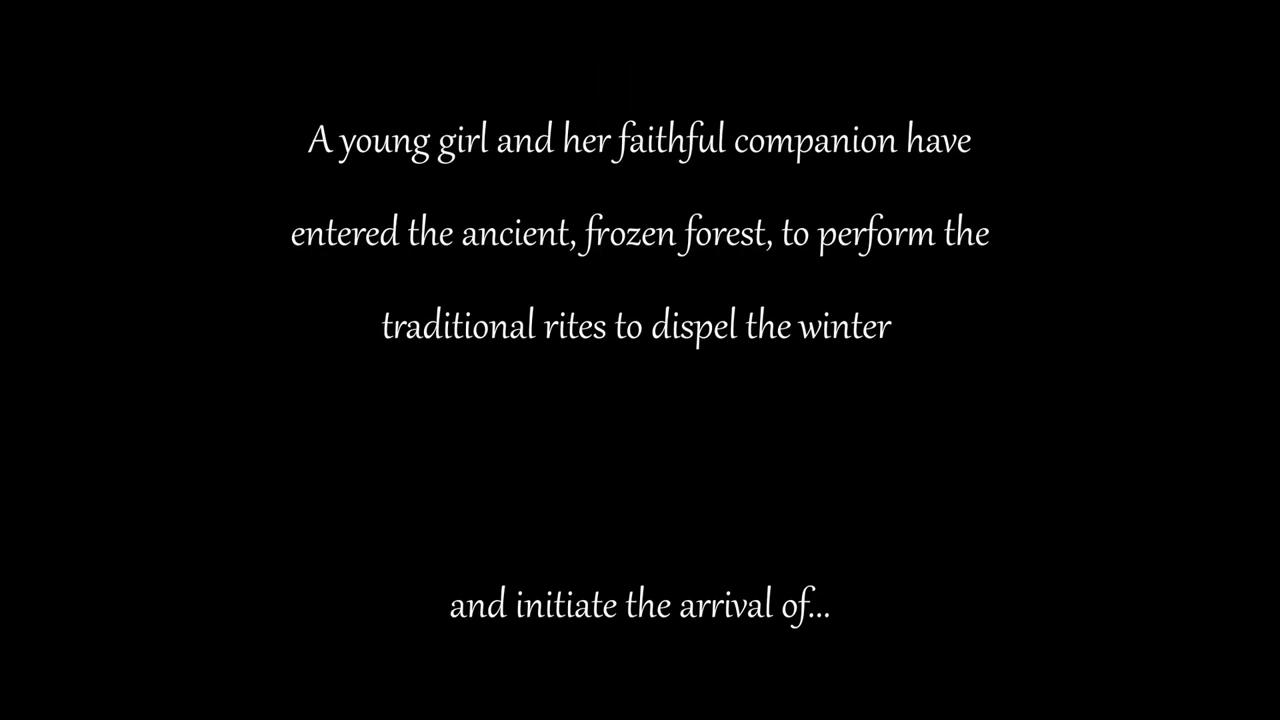 A young girl and her faithful companion have
entered the ancient, frozen forest, to perform the
traditional rites to dispel the winter
and initiate the arrival of...